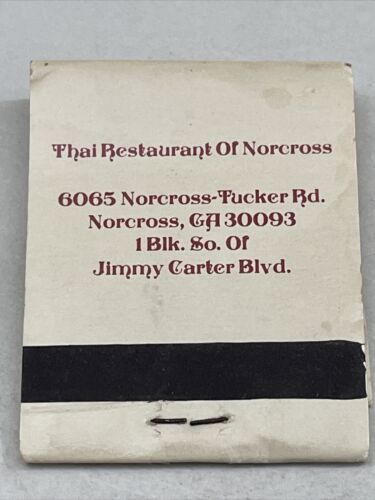 Thai Restaurant Of Norcross
6065 Norcross-Tucker Rd.
Norcross, GA 30093
1 Blk. So. Of
Jimmy Carter Blvd.